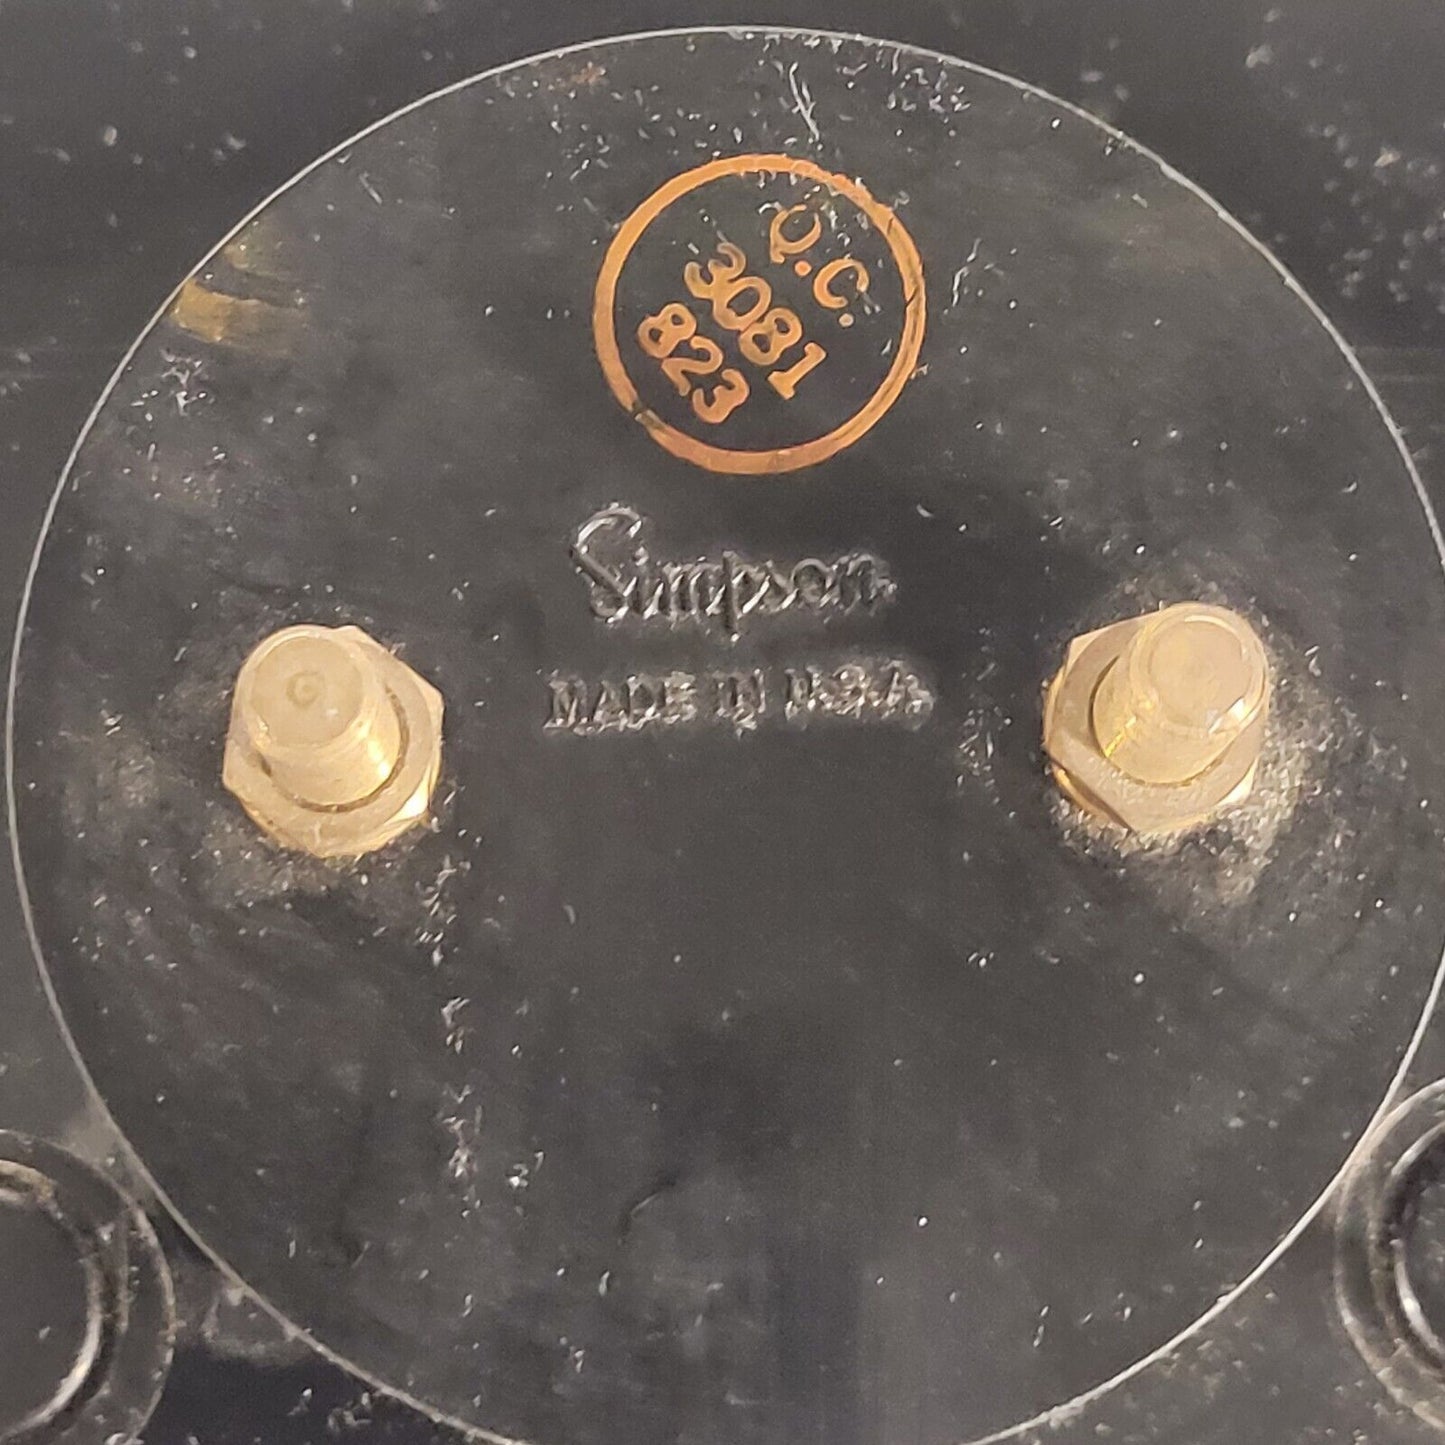 Q.C.
3081
823
Simpson
MADE IN U.S.A.